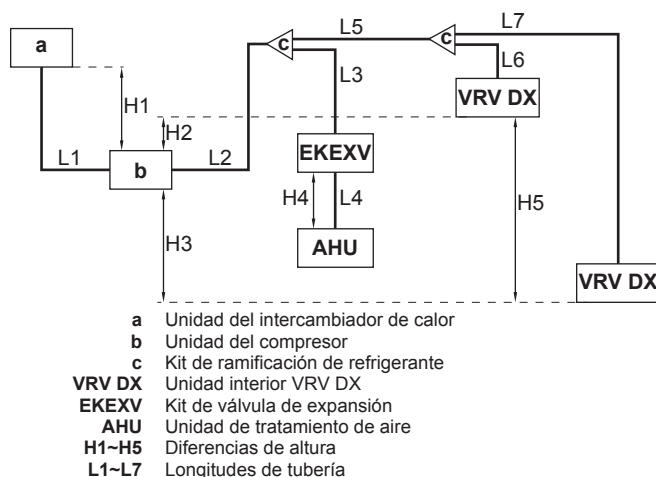 a
L5
c
c
L7
L3
L6
H1
VRV DX
H2
L1
b
L2
EKEXV
H4
L4
H5
H3
AHU
VRV DX
a Unidad del intercambiador de calor
b Unidad del compresor
c Kit de ramificación de refrigerante
VRV DX Unidad interior VRV DX
EKEXV Kit de válvula de expansión
AHU Unidad de tratamiento de aire
H1~H5 Diferencias de altura
L1~L7 Longitudes de tubería